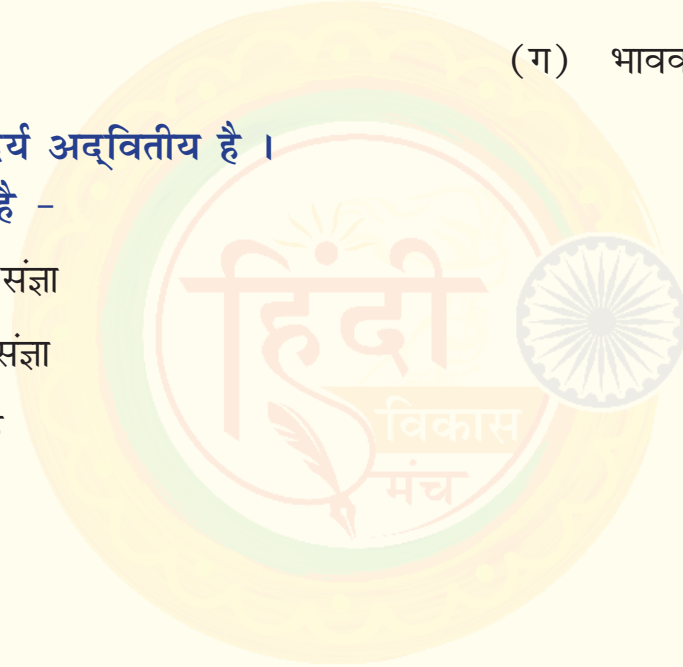 (ग) भावव
र्य अद्‌वितीय है ।
है –
संज्ञा
संज्ञा
हिंदी
विकास
मंच